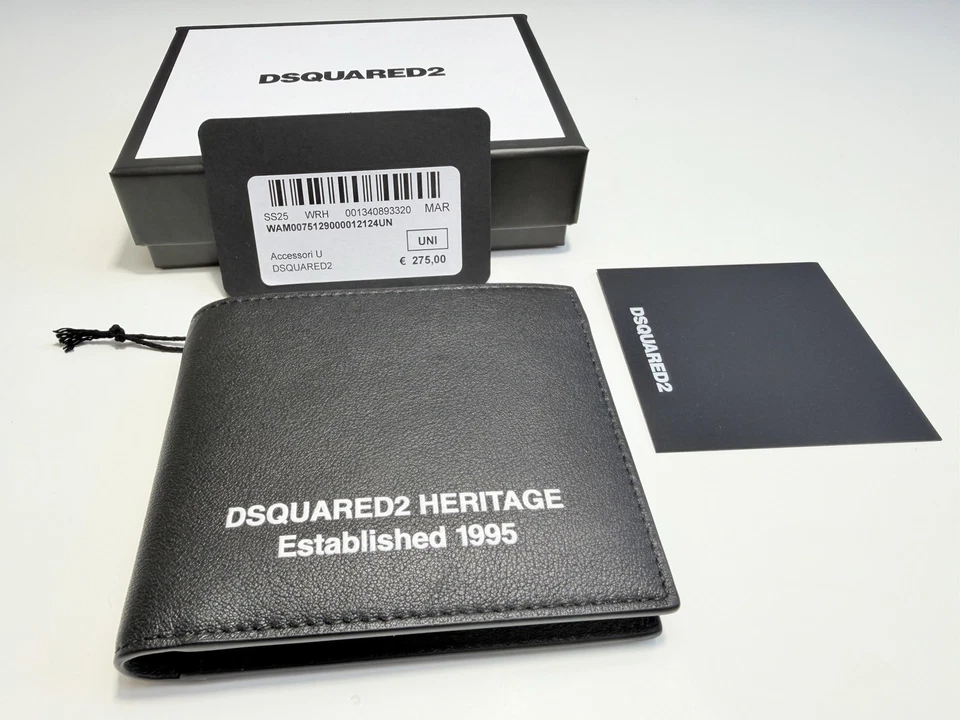 DSQUARED2
SS25 WRH 001340893320 MAR
WAM0075129000012124UN
UNI
Accessori U
DSQUARED2
€ 275,00
DSQUARED2
DSQUARED2 HERITAGE
Established 1995